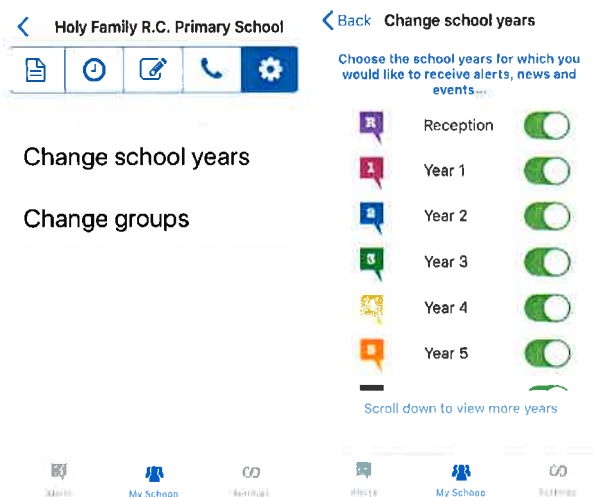 Holy Family R.C. Primary School
Change school years
Change groups
My School
Back Change school years
Choose the school years for which you
would like to receive alerts, news and
events...
R Reception
1 Year 1
2 Year 2
3 Year 3
Year 4
5 Year 5
Scroll down to view more years
My School
Settings